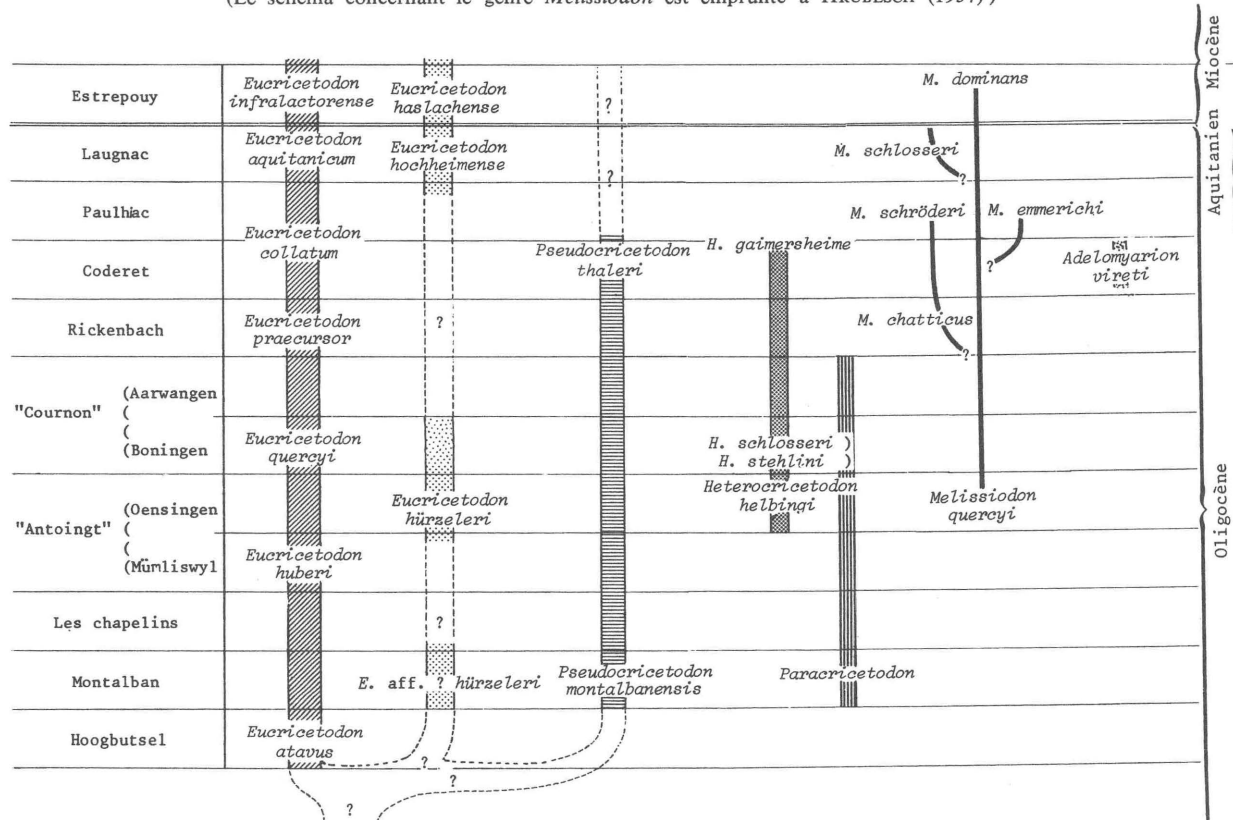 (Le schéma concernant le genre Melissiodon est emprunté à HRUBESCH (1957))
Miocène
Aquitanien
Oligocène
Estrepouy
Eucricetodon
infralactorense
Eucricetodon
haslachense
?
M. dominans
Laugnac
Eucricetodon
aquitanicum
Eucricetodon
hochheimense
?
M. schlosseri
?
Paulhiac
Eucricetodon
collatum
M. schröderi
M. emmerichi
Coderet
Pseudocricetodon
thaleri
H. gaimersheime
?
Adelomyarion
vireti
Rickenbach
Eucricetodon
praecursor
?
M. chatticus
?
"Cournon"
(Aarwangen
(
(
(Boningen
Eucricetodon
quercyi
H. schlosseri )
H. stehlini )
"Antoingt"
(Oensingen
(
(
(Mümliswyl
Eucricetodon
hürzeleri
Heterocricetodon
helbingi
Melissiodon
quercyi
Eucricetodon
huberi
Les chapelins
?
Montalban
E. aff. ? hürzeleri
Pseudocricetodon
montalbanensis
Paracricetodon
Hoogbutsel
Eucricetodon
atavus
?
?
?